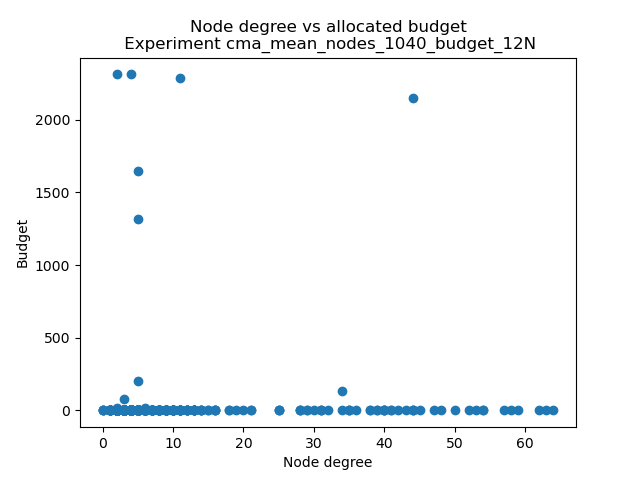 Node degree vs allocated budget
Experiment cma_mean_nodes_1040_budget_12N
2000
1500
1000
500
0
Budget
0 10 20 30 40 50 60
Node degree